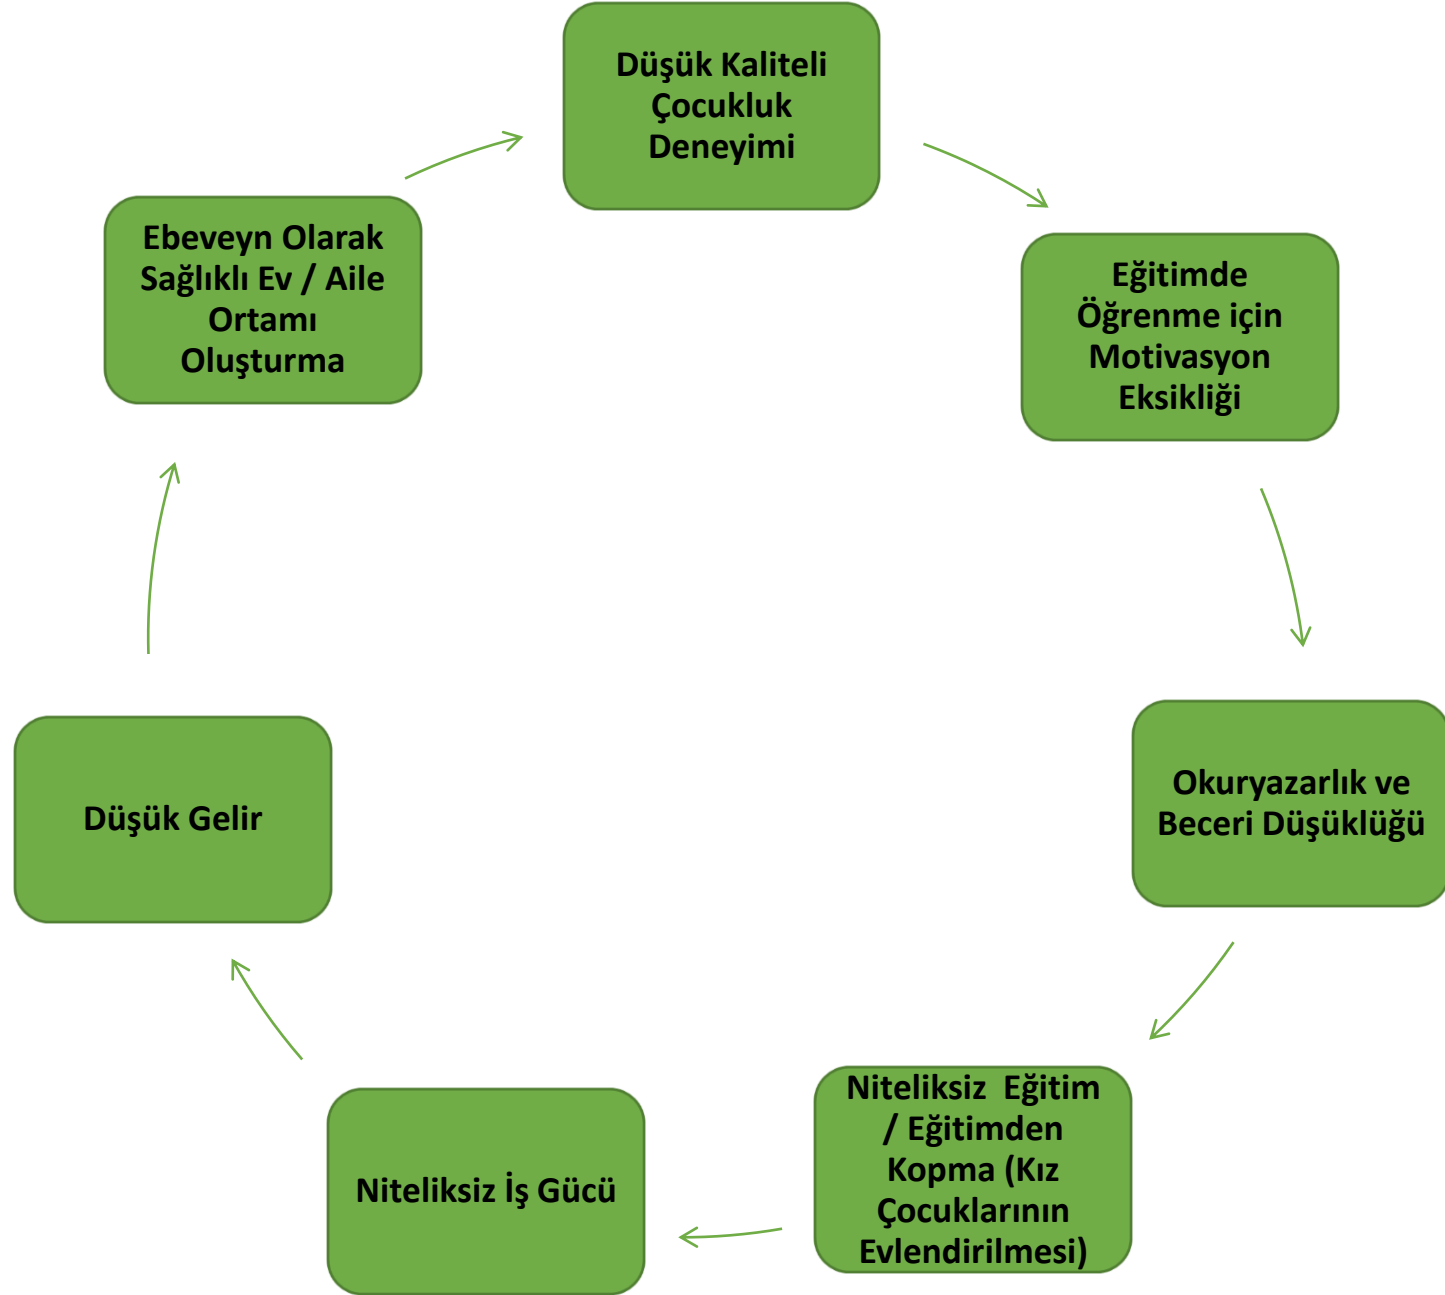 Düşük Kaliteli
Çocukluk
Deneyimi
Eğitimde
Öğrenme için
Motivasyon
Eksikliği
Okuryazarlık ve
Beceri Düşüklüğü
Niteliksiz  Eğitim
/ Eğitimden
Kopma (Kız
Çocuklarının
Evlendirilmesi)
Niteliksiz İş Gücü
Düşük Gelir
Ebeveyn Olarak
Sağlıklı Ev / Aile
Ortamı
Oluşturma